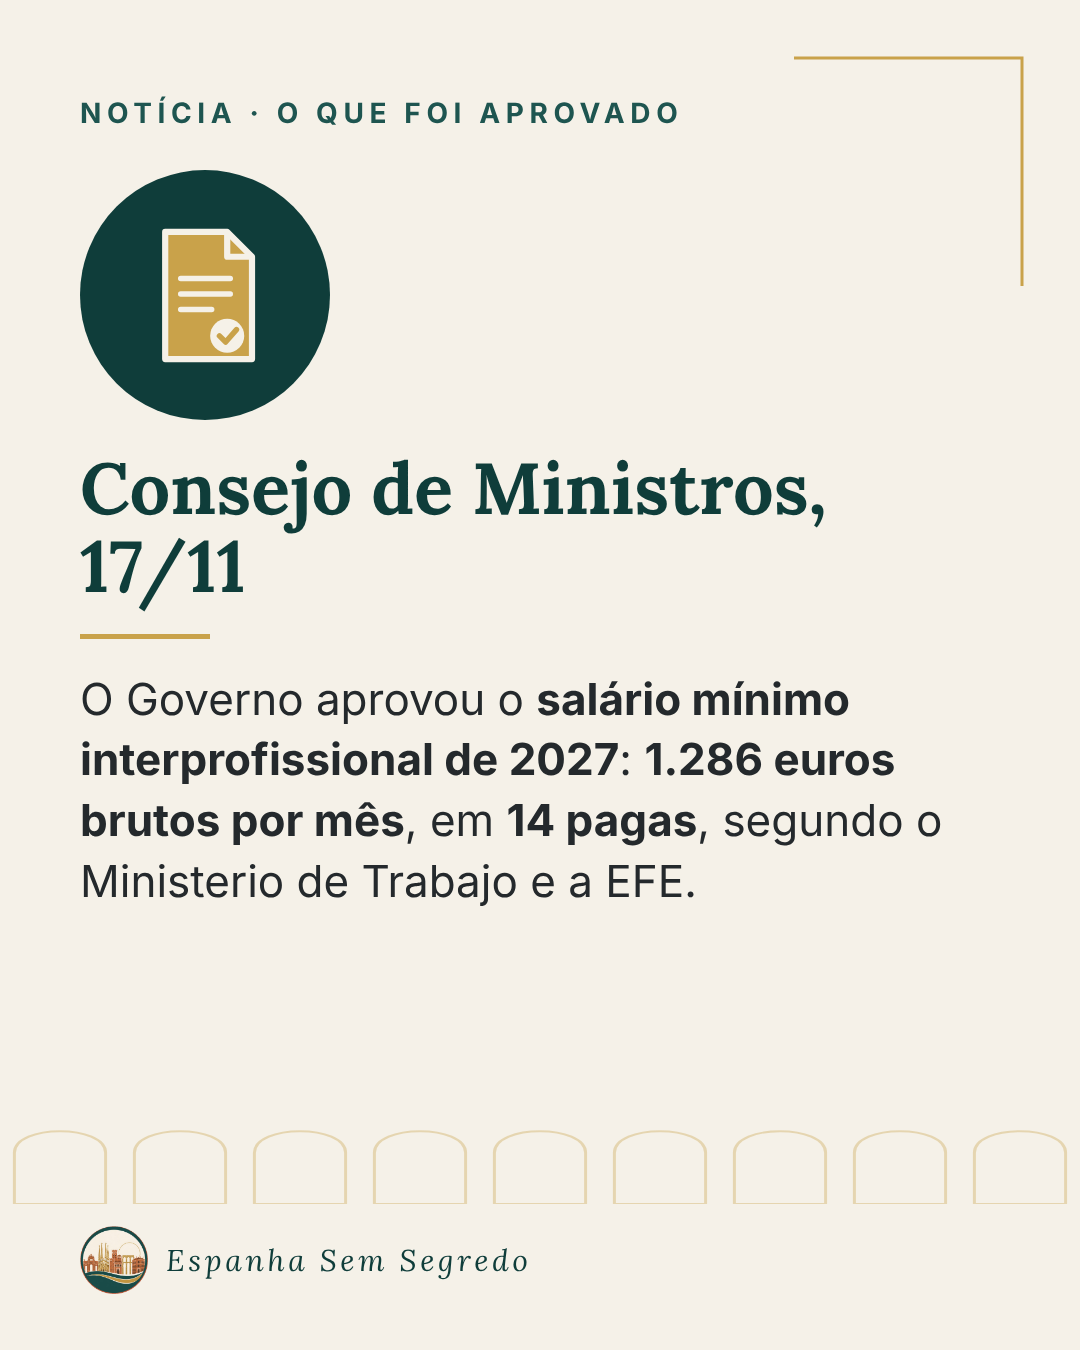 NOTÍCIA · O QUE FOI APROVADO
Consejo de Ministros,
17/11
O Governo aprovou o salário mínimo
interprofissional de 2027: 1.286 euros
brutos por mês, em 14 pagas, segundo o
Ministerio de Trabajo e a EFE.
Espanha Sem Segredo